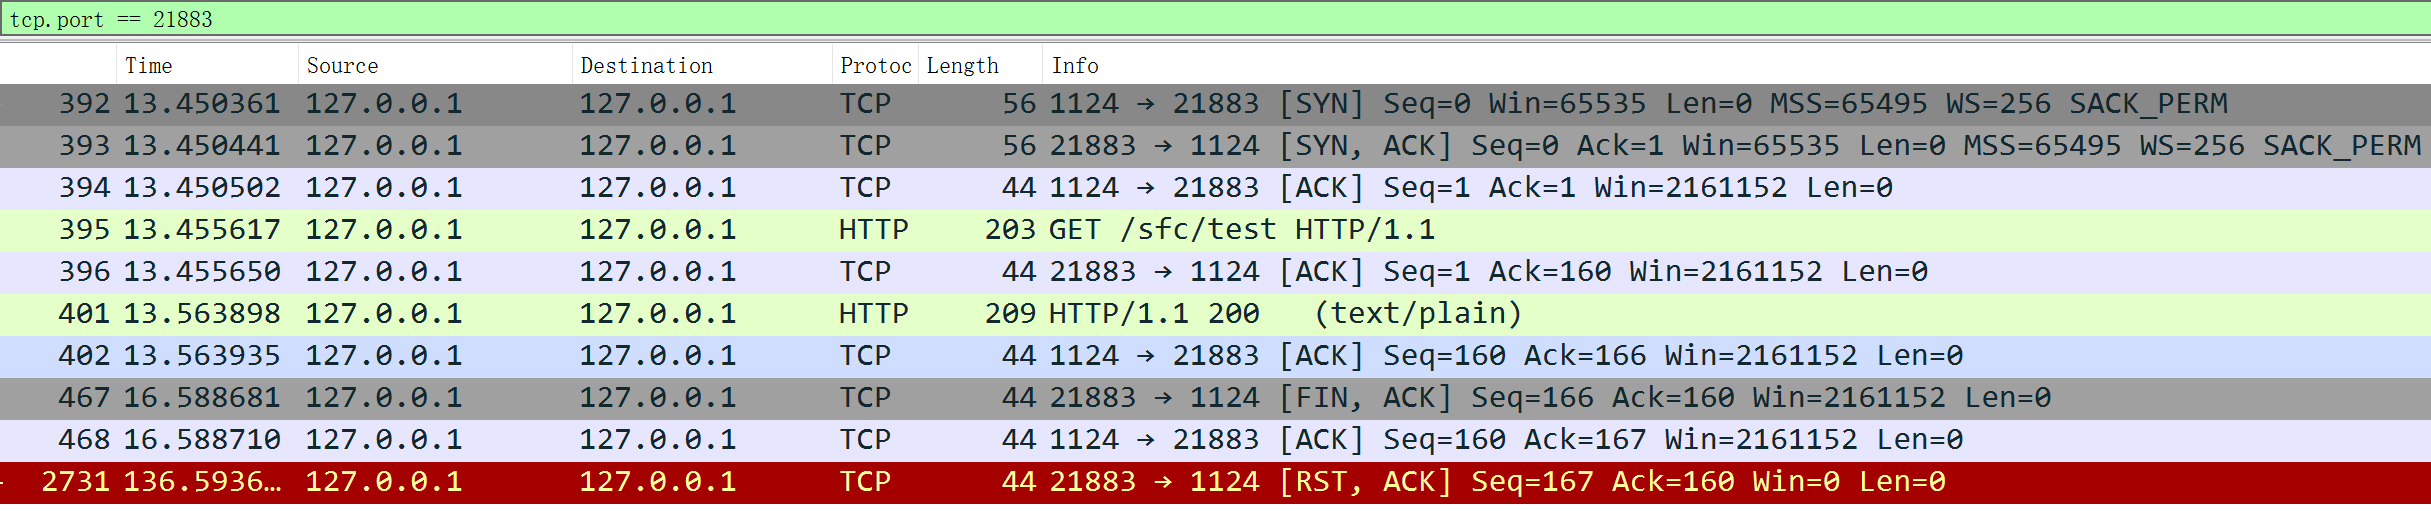 tcp.port == 21883
Time Source Destination Protoc Length Info
392 13.450361 127.0.0.1 127.0.0.1 TCP 56 1124 → 21883 [SYN] Seq=0 Win=65535 Len=0 MSS=65495 WS=256 SACK_PERM
393 13.450441 127.0.0.1 127.0.0.1 TCP 56 21883 → 1124 [SYN, ACK] Seq=0 Ack=1 Win=65535 Len=0 MSS=65495 WS=256 SACK_PERM
394 13.450502 127.0.0.1 127.0.0.1 TCP 44 1124 → 21883 [ACK] Seq=1 Ack=1 Win=2161152 Len=0
395 13.455617 127.0.0.1 127.0.0.1 HTTP 203 GET /sfc/test HTTP/1.1
396 13.455650 127.0.0.1 127.0.0.1 TCP 44 21883 → 1124 [ACK] Seq=1 Ack=160 Win=2161152 Len=0
401 13.563898 127.0.0.1 127.0.0.1 HTTP 209 HTTP/1.1 200 (text/plain)
402 13.563935 127.0.0.1 127.0.0.1 TCP 44 1124 → 21883 [ACK] Seq=160 Ack=166 Win=2161152 Len=0
467 16.588681 127.0.0.1 127.0.0.1 TCP 44 21883 → 1124 [FIN, ACK] Seq=166 Ack=160 Win=2161152 Len=0
468 16.588710 127.0.0.1 127.0.0.1 TCP 44 1124 → 21883 [ACK] Seq=160 Ack=167 Win=2161152 Len=0
2731 136.5936… 127.0.0.1 127.0.0.1 TCP 44 21883 → 1124 [RST, ACK] Seq=167 Ack=160 Win=0 Len=0